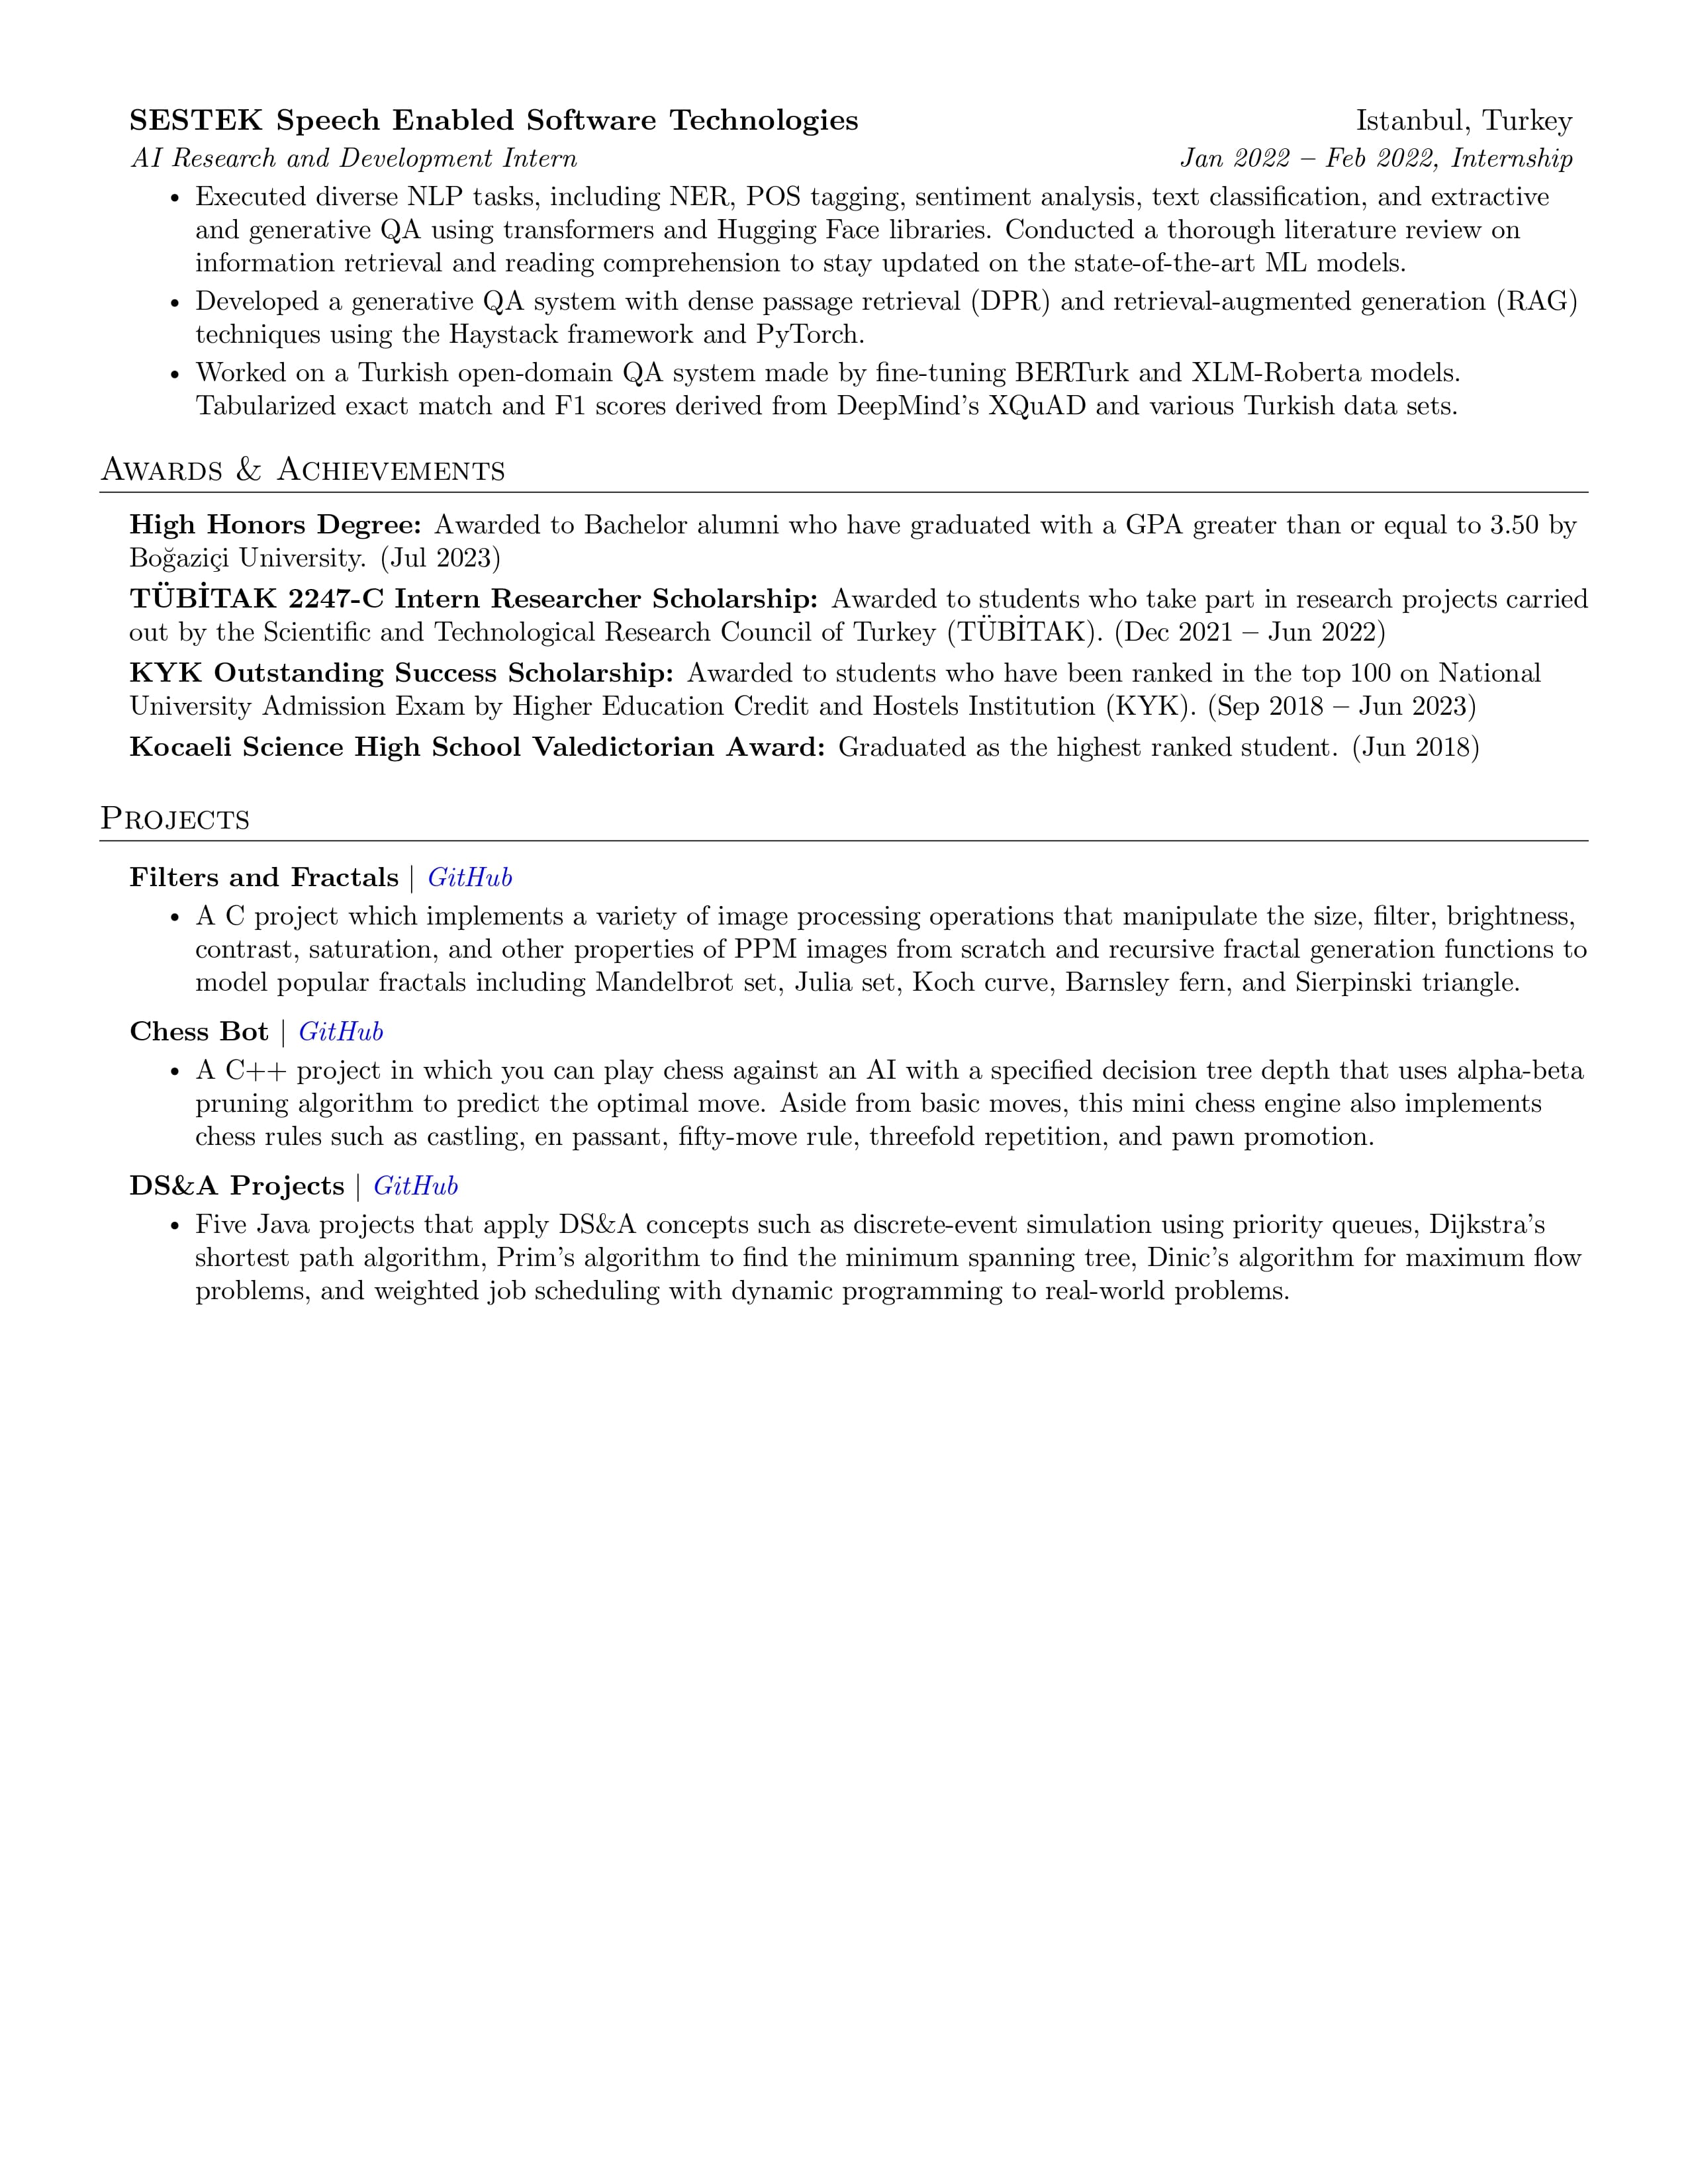 SESTEK Speech Enabled Software Technologies Istanbul, Turkey
AI Research and Development Intern Jan 2022 – Feb 2022, Internship
• Executed diverse NLP tasks, including NER, POS tagging, sentiment analysis, text classification, and extractive
and generative QA using transformers and Hugging Face libraries. Conducted a thorough literature review on
information retrieval and reading comprehension to stay updated on the state-of-the-art ML models.
• Developed a generative QA system with dense passage retrieval (DPR) and retrieval-augmented generation (RAG)
techniques using the Haystack framework and PyTorch.
• Worked on a Turkish open-domain QA system made by fine-tuning BERTurk and XLM-Roberta models.
Tabularized exact match and F1 scores derived from DeepMind's XQuAD and various Turkish data sets.
Awards & Achievements
High Honors Degree: Awarded to Bachelor alumni who have graduated with a GPA greater than or equal to 3.50 by
Boğaziçi University. (Jul 2023)
TÜBİTAK 2247-C Intern Researcher Scholarship: Awarded to students who take part in research projects carried
out by the Scientific and Technological Research Council of Turkey (TÜBİTAK). (Dec 2021 – Jun 2022)
KYK Outstanding Success Scholarship: Awarded to students who have been ranked in the top 100 on National
University Admission Exam by Higher Education Credit and Hostels Institution (KYK). (Sep 2018 – Jun 2023)
Kocaeli Science High School Valedictorian Award: Graduated as the highest ranked student. (Jun 2018)
Projects
Filters and Fractals | GitHub
• A C project which implements a variety of image processing operations that manipulate the size, filter, brightness,
contrast, saturation, and other properties of PPM images from scratch and recursive fractal generation functions to
model popular fractals including Mandelbrot set, Julia set, Koch curve, Barnsley fern, and Sierpinski triangle.
Chess Bot | GitHub
• A C++ project in which you can play chess against an AI with a specified decision tree depth that uses alpha-beta
pruning algorithm to predict the optimal move. Aside from basic moves, this mini chess engine also implements
chess rules such as castling, en passant, fifty-move rule, threefold repetition, and pawn promotion.
DS&A Projects | GitHub
• Five Java projects that apply DS&A concepts such as discrete-event simulation using priority queues, Dijkstra's
shortest path algorithm, Prim's algorithm to find the minimum spanning tree, Dinic's algorithm for maximum flow
problems, and weighted job scheduling with dynamic programming to real-world problems.